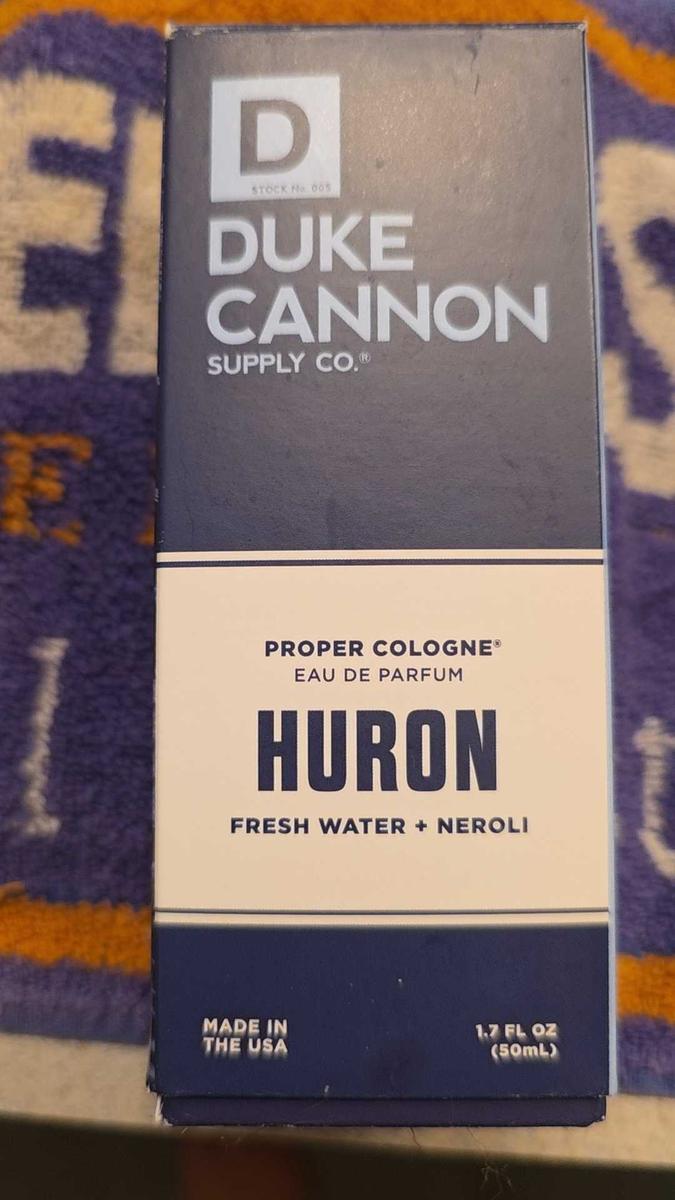 D
STOCK No. 005
DUKE
CANNON
SUPPLY CO.®
PROPER COLOGNE®
EAU DE PARFUM
HURON
FRESH WATER + NEROLI
MADE IN
THE USA
1.7 FL OZ
(50mL)